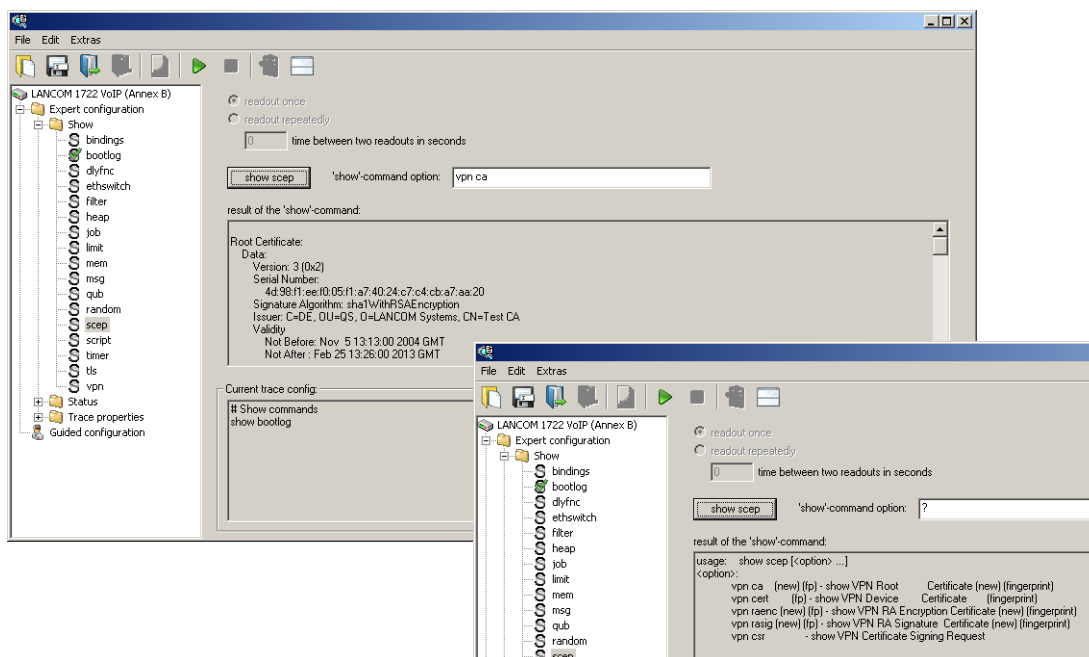 File Edit Extras
LANCOM 1722 VoIP (Annex B)
Expert configuration
Show
bindings
bootlog
dlyfnc
ethswitch
filter
heap
job
limit
mem
msg
qub
random
scep
script
timer
tls
vpn
Status
Trace properties
Guided configuration
readout once
readout repeatedly
0 time between two readouts in seconds
show scep 'show'-command option: vpn ca
result of the 'show'-command:
Root Certificate:
Data:
Version: 3 (0x2)
Serial Number:
4d:98:f1:ee:f0:05:f1:a7:40:24:c7:c4:cb:a7:aa:20
Signature Algorithm: sha1WithRSAEncryption
Issuer: C=DE, OU=QS, O=LANCOM Systems, CN=Test CA
Validity
Not Before: Nov 5 13:13:00 2004 GMT
Not After : Feb 25 13:26:00 2013 GMT
Current trace config:
# Show commands
show bootlog
File Edit Extras
LANCOM 1722 VoIP (Annex B)
Expert configuration
Show
bindings
bootlog
dlyfnc
ethswitch
filter
heap
job
limit
mem
msg
qub
random
scep
readout once
readout repeatedly
0 time between two readouts in seconds
show scep 'show'-command option: ?
result of the 'show'-command:
usage: show scep [<option> ...]
<option>:
vpn ca (new) (fp) - show VPN Root Certificate (new) (fingerprint)
vpn cert (fp) - show VPN Device Certificate (fingerprint)
vpn raenc (new) (fp) - show VPN RA Encryption Certificate (new) (fingerprint)
vpn rasig (new) (fp) - show VPN RA Signature Certificate (new) (fingerprint)
vpn csr - show VPN Certificate Signing Request